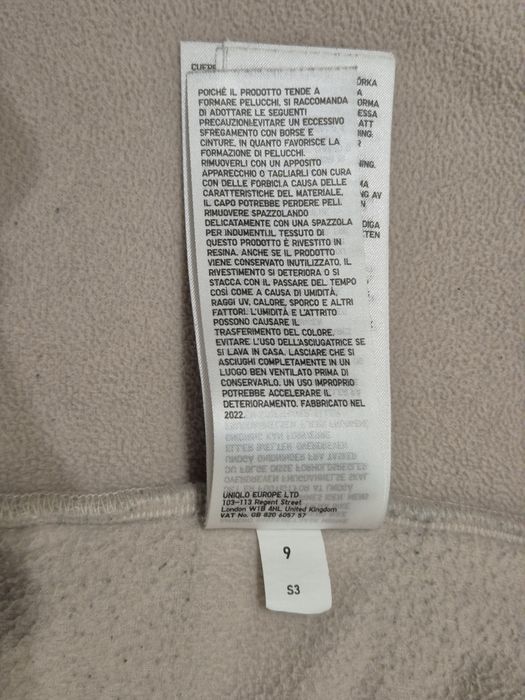 POICHÉ IL PRODOTTO TENDE A
FORMARE PELUCCHI, SI RACCOMANDA
DI ADOTTARE LE SEGUENTI
PRECAUZIONI:EVITARE UN ECCESSIVO
SFREGAMENTO CON BORSE E
CINTURE, IN QUANTO FAVORISCE LA
FORMAZIONE DI PELUCCHI.
RIMUOVERLI CON UN APPOSITO
APPARECCHIO O TAGLIARLI CON CURA
CON DELLE FORBICI.A CAUSA DELLE
CARATTERISTICHE DEL MATERIALE,
IL CAPO POTREBBE PERDERE PELI.
RIMUOVERE SPAZZOLANDO
DELICATAMENTE CON UNA SPAZZOLA
PER INDUMENTI.IL TESSUTO DI
QUESTO PRODOTTO È RIVESTITO IN
RESINA. ANCHE SE IL PRODOTTO
VIENE CONSERVATO INUTILIZZATO, IL
RIVESTIMENTO SI DETERIORA O SI
STACCA CON IL PASSARE DEL TEMPO
COSÌ COME A CAUSA DI UMIDITÀ,
RAGGI UV, CALORE, SPORCO E ALTRI
FATTORI. L'UMIDITÀ E L'ATTRITO
POSSONO CAUSARE IL
TRASFERIMENTO DEL COLORE.
EVITARE L'USO DELL'ASCIUGATRICE SE
SI LAVA IN CASA. LASCIARE CHE SI
ASCIUGHI COMPLETAMENTE IN UN
LUOGO BEN VENTILATO PRIMA DI
CONSERVARLO. UN USO IMPROPRIO
POTREBBE ACCELERARE IL
DETERIORAMENTO. FABBRICATO NEL
2022.
UNIQLO EUROPE LTD
103-113 Regent Street
London W1B 4HL, United Kingdom
VAT No. GB 820 6057 57
9
S3